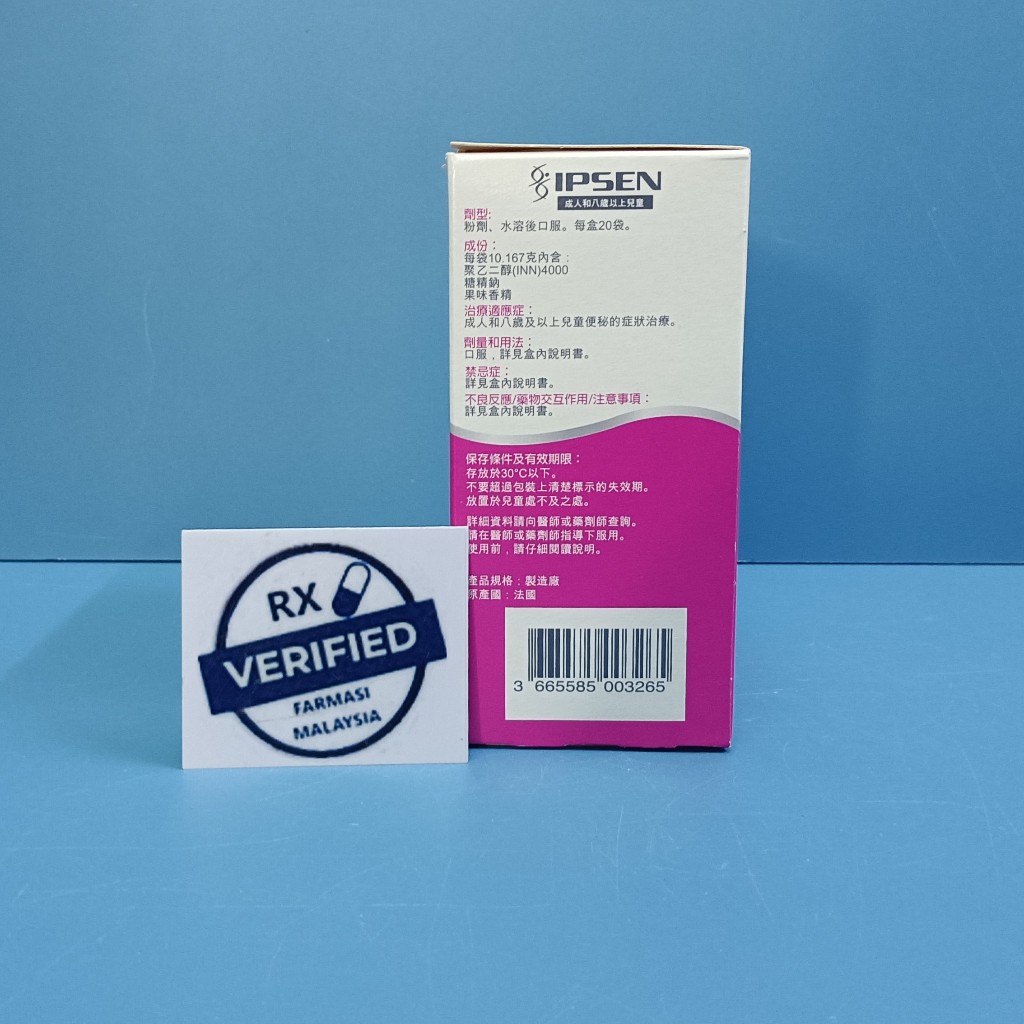 IPSEN
成人和八歲以上兒童
劑型:
粉劑、水溶後口服。每盒20袋。
成份：
每袋10.167克內含：
聚乙二醇(INN)4000
糖精鈉
果味香精
治療適應症：
成人和八歲及以上兒童便秘的症狀治療。
劑量和用法：
口服，詳見盒內說明書。
禁忌症：
詳見盒內說明書。
不良反應/藥物交互作用/注意事項：
詳見盒內說明書。
保存條件及有效期限：
存放於30°C以下。
不要超過包裝上清楚標示的失效期。
放置於兒童處不及之處。
詳細資料請向醫師或藥劑師查詢。
請在醫師或藥劑師指導下服用。
使用前，請仔細閱讀說明。
產品規格：製造廠
原產國：法國
3 665585 003265
RX
VERIFIED
FARMASI
MALAYSIA